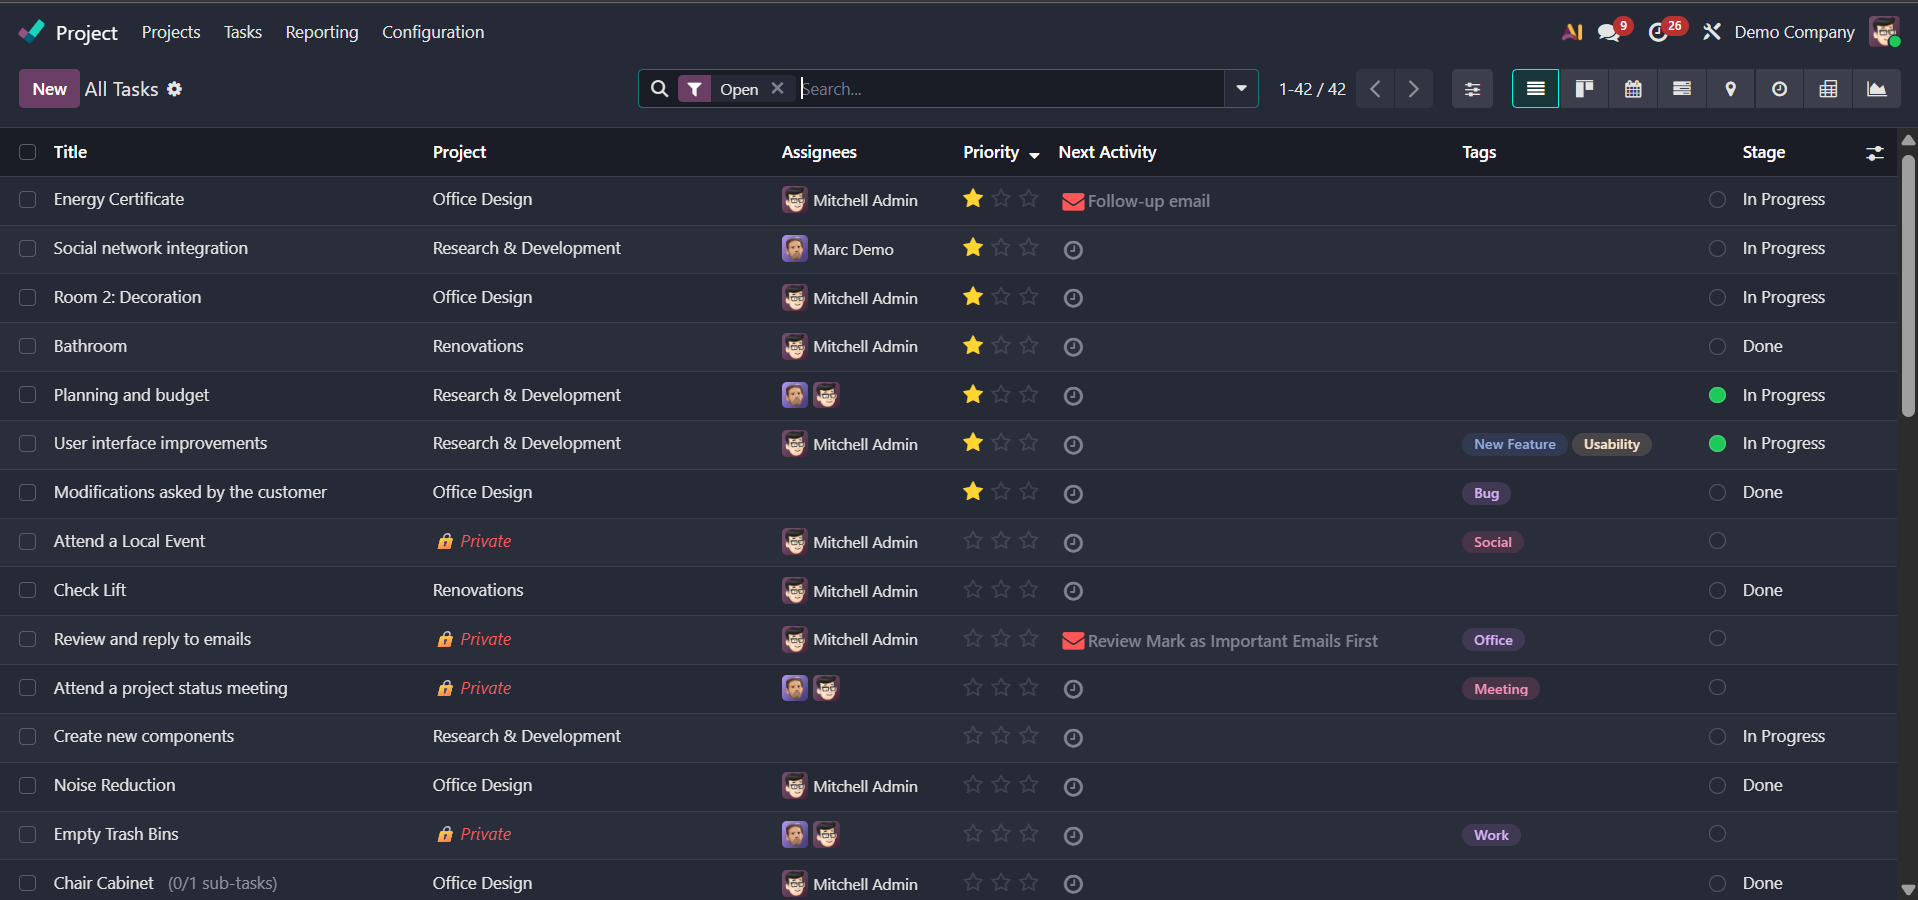 Project Projects Tasks Reporting Configuration AI 9 26 Demo Company
New All Tasks Open Search... 1-42 / 42
Title Project Assignees Priority Next Activity Tags Stage
Energy Certificate Office Design Mitchell Admin Follow-up email In Progress
Social network integration Research & Development Marc Demo In Progress
Room 2: Decoration Office Design Mitchell Admin In Progress
Bathroom Renovations Mitchell Admin Done
Planning and budget Research & Development In Progress
User interface improvements Research & Development Mitchell Admin New Feature Usability In Progress
Modifications asked by the customer Office Design Bug Done
Attend a Local Event Private Mitchell Admin Social
Check Lift Renovations Mitchell Admin Done
Review and reply to emails Private Mitchell Admin Review Mark as Important Emails First Office
Attend a project status meeting Private Meeting
Create new components Research & Development In Progress
Noise Reduction Office Design Mitchell Admin Done
Empty Trash Bins Private Work
Chair Cabinet (0/1 sub-tasks) Office Design Mitchell Admin Done